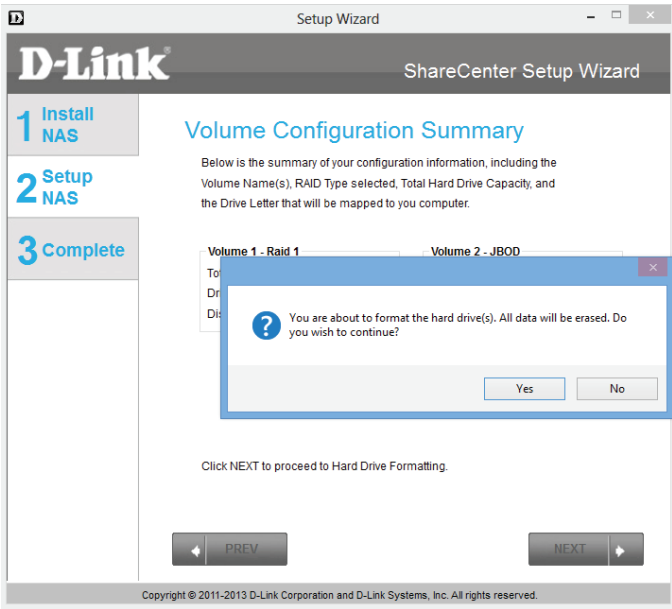 Setup Wizard
D-Link®
ShareCenter Setup Wizard
1 Install
NAS
2 Setup
NAS
3 Complete
Volume Configuration Summary
Below is the summary of your configuration information, including the
Volume Name(s), RAID Type selected, Total Hard Drive Capacity, and
the Drive Letter that will be mapped to you computer.
Volume 1 - Raid 1
Volume 2 - JBOD
You are about to format the hard drive(s). All data will be erased. Do
you wish to continue?
Yes
No
Click NEXT to proceed to Hard Drive Formatting.
PREV
NEXT
Copyright © 2011-2013 D-Link Corporation and D-Link Systems, Inc. All rights reserved.